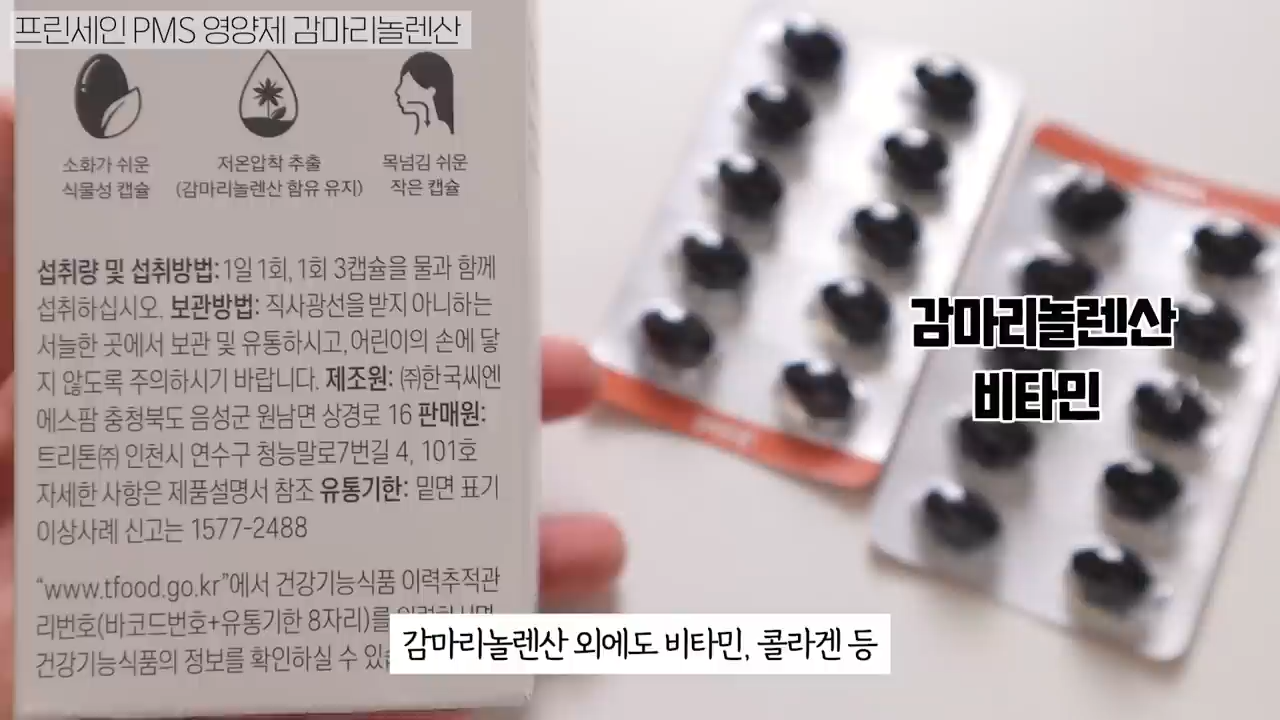 프린세인 PMS 영양제 감마리놀렌산
소화가 쉬운
식물성 캡슐
저온압착 추출
(감마리놀렌산 함유 유지)
목넘김 쉬운
작은 캡슐
섭취량 및 섭취방법: 1일 1회, 1회 3캡슐을 물과 함께
섭취하십시오. 보관방법: 직사광선을 받지 아니하는
서늘한 곳에서 보관 및 유통하시고, 어린이의 손에 닿
지 않도록 주의하시기 바랍니다. 제조원: ㈜한국씨엔
에스팜 충청북도 음성군 원남면 상경로 16 판매원:
트리톤㈜ 인천시 연수구 청능말로7번길 4, 101호
자세한 사항은 제품설명서 참조 유통기한: 밑면 표기
이상사례 신고는 1577-2488
“www.tfood.go.kr”에서 건강기능식품 이력추적관
리번호(바코드번호+유통기한 8자리)를
건강기능식품의 정보를 확인하실 수
감마리놀렌산
비타민
감마리놀렌산 외에도 비타민, 콜라겐 등